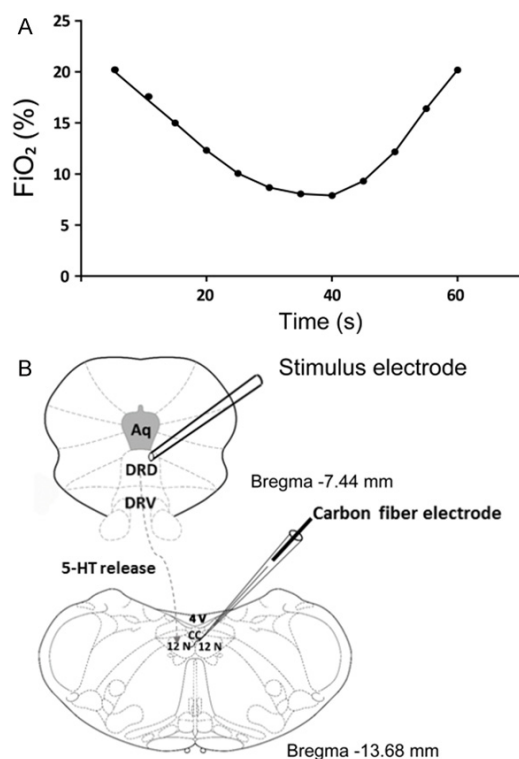 A
FiO₂ (%)
25
20
15
10
5
0
20 40 60
Time (s)
B
Stimulus electrode
Aq
DRD
DRV
Bregma -7.44 mm
Carbon fiber electrode
5-HT release
4 V
CC
12 N 12 N
Bregma -13.68 mm